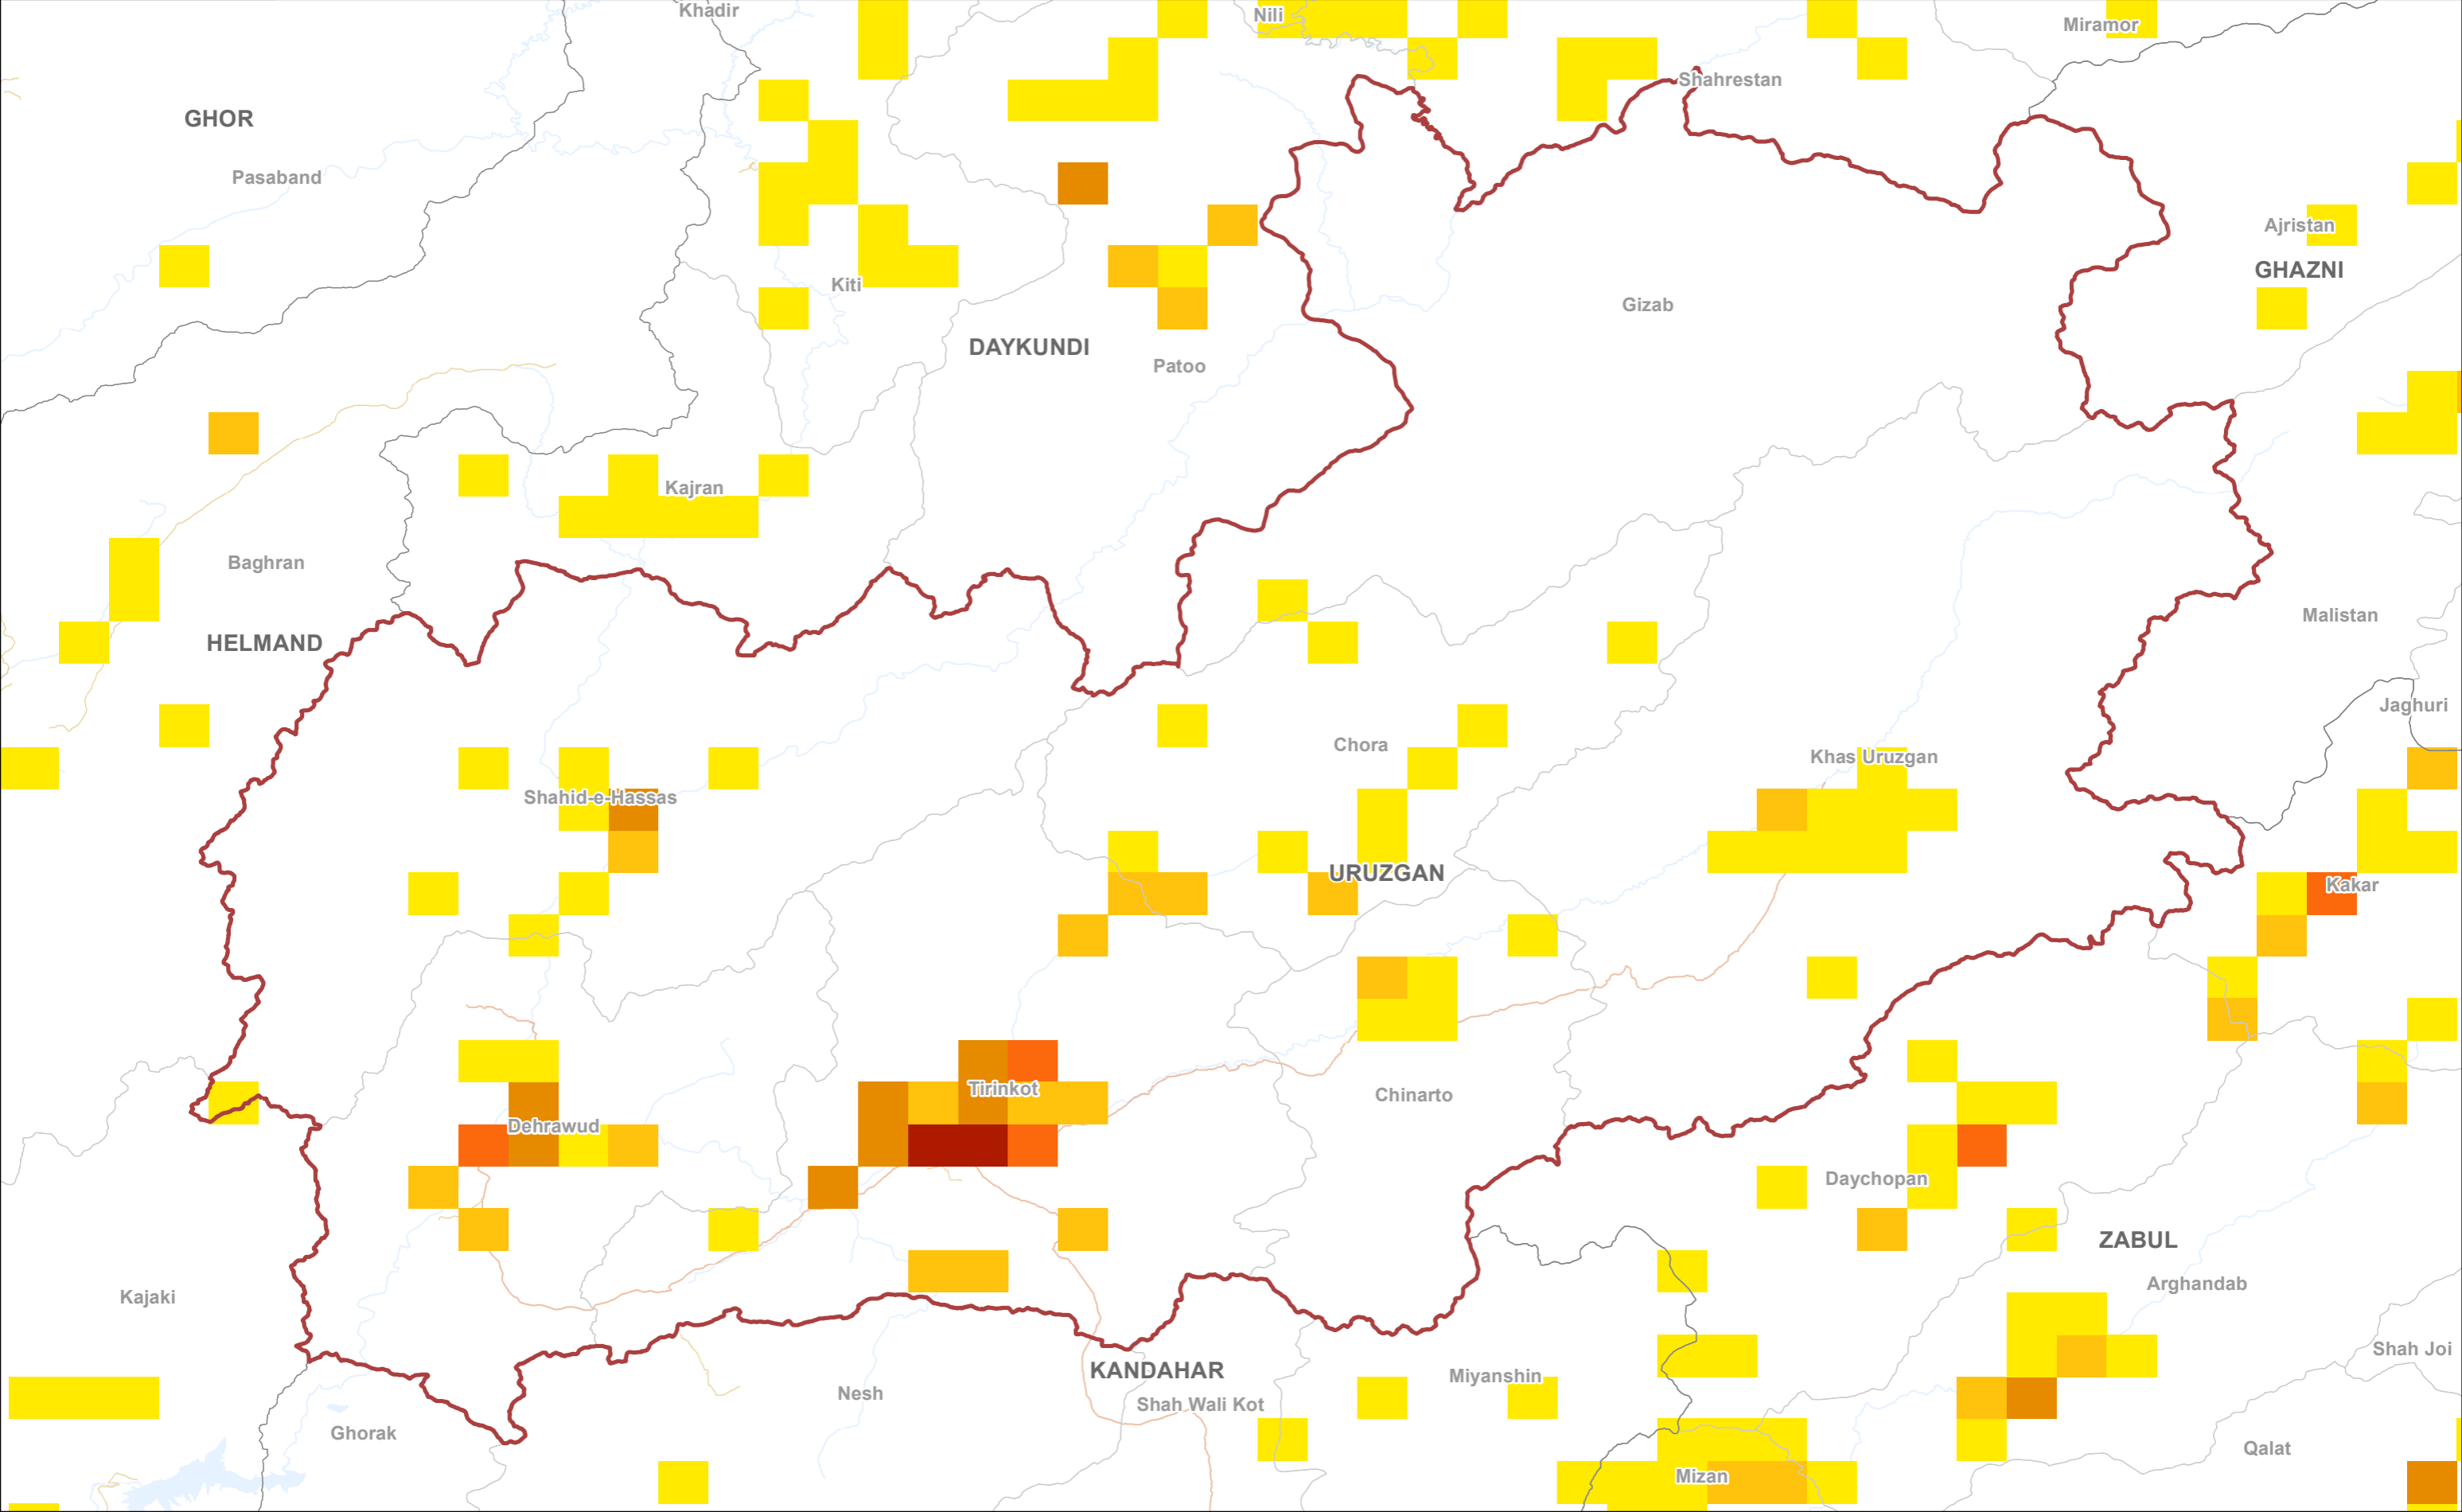 Khadir
Nili
Miramor
Shahrestan
GHOR
Pasaband
Ajristan
GHAZNI
Kiti
Gizab
DAYKUNDI
Patoo
Kajran
Baghran
Malistan
HELMAND
Jaghuri
Chora
Khas Uruzgan
Shahid-e-Hassas
URUZGAN
Kakar
Tirinkot
Chinarto
Dehrawud
Daychopan
ZABUL
Arghandab
Kajaki
Shah Joi
KANDAHAR
Miyanshin
Nesh
Shah Wali Kot
Ghorak
Qalat
Mizan